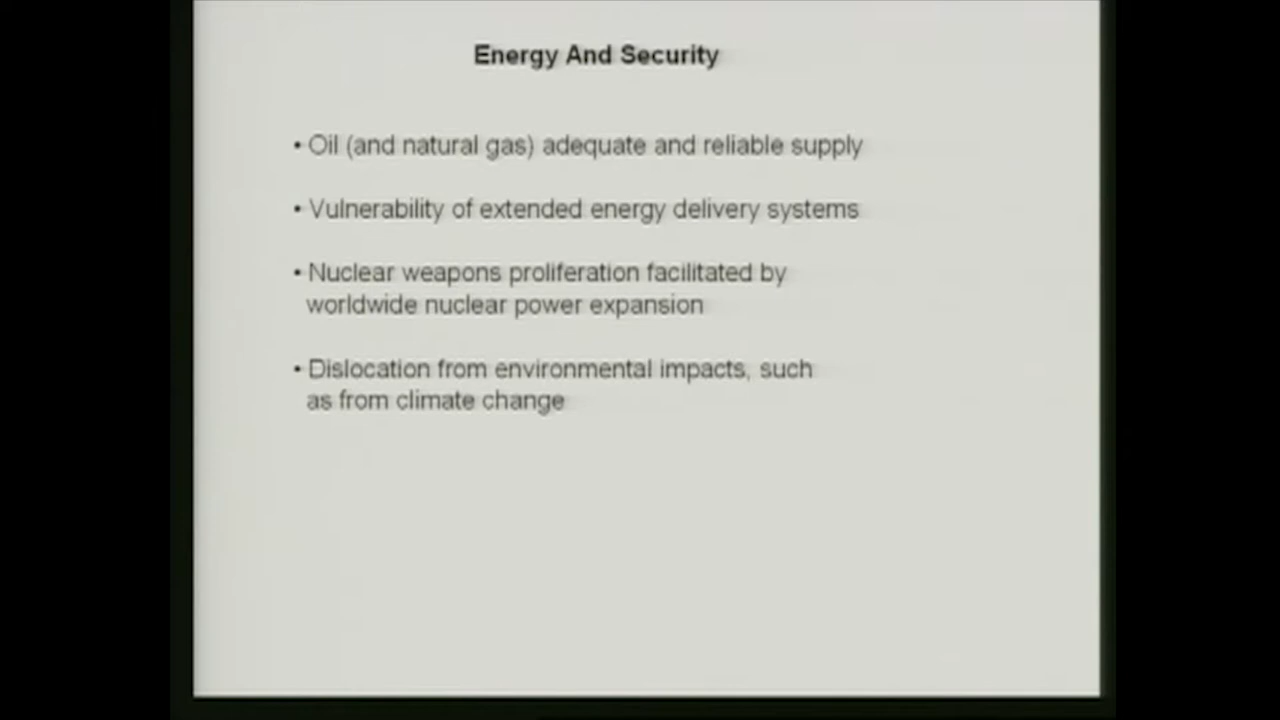 Energy And Security
• Oil (and natural gas) adequate and reliable supply
• Vulnerability of extended energy delivery systems
• Nuclear weapons proliferation facilitated by
worldwide nuclear power expansion
• Dislocation from environmental impacts, such
as from climate change